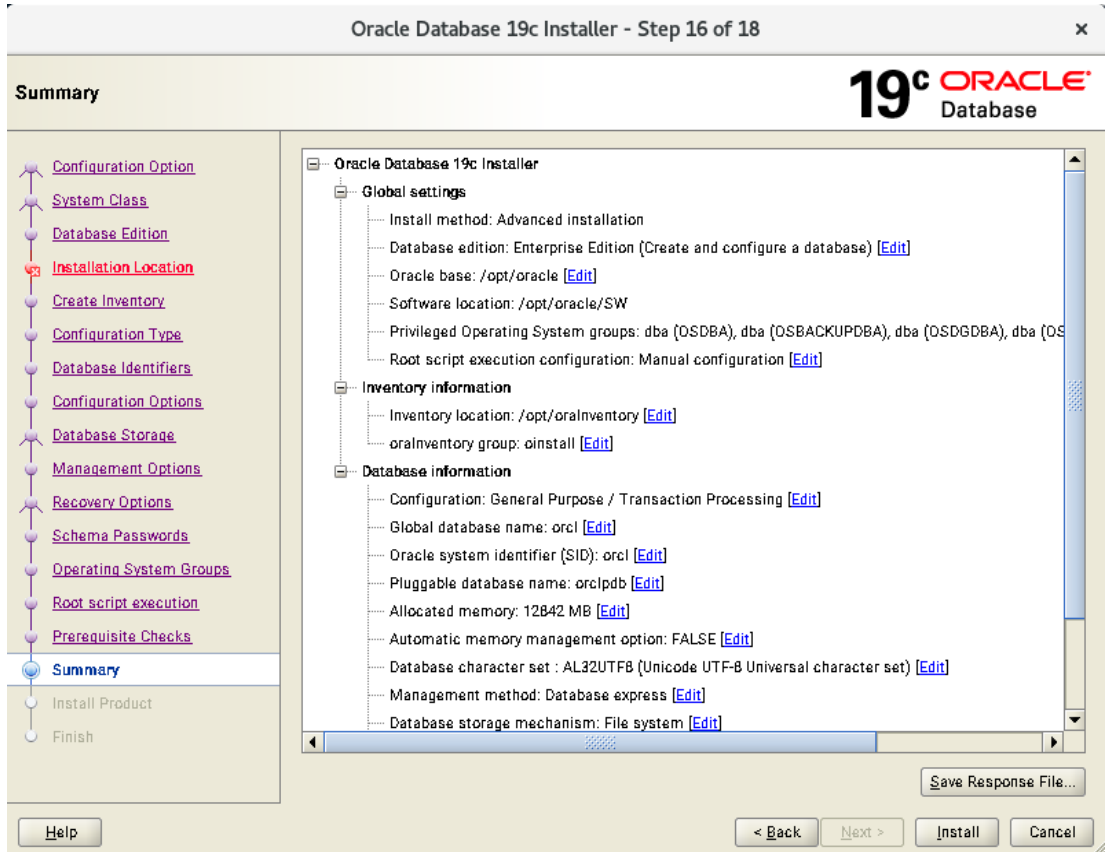 Oracle Database 19c Installer - Step 16 of 18
×
Summary
19c ORACLE
Database
Configuration Option
System Class
Database Edition
Installation Location
Create Inventory
Configuration Type
Database Identifiers
Configuration Options
Database Storage
Management Options
Recovery Options
Schema Passwords
Operating System Groups
Root script execution
Prerequisite Checks
Summary
Install Product
Finish
Oracle Database 19c Installer
Global settings
Install method: Advanced installation
Database edition: Enterprise Edition (Create and configure a database) [Edit]
Oracle base: /opt/oracle [Edit]
Software location: /opt/oracle/SW
Privileged Operating System groups: dba (OSDBA), dba (OSBACKUPDBA), dba (OSDGDBA), dba (OS
Root script execution configuration: Manual configuration [Edit]
Inventory information
Inventory location: /opt/oraInventory [Edit]
oraInventory group: oinstall [Edit]
Database information
Configuration: General Purpose / Transaction Processing [Edit]
Global database name: orcl [Edit]
Oracle system identifier (SID): orcl [Edit]
Pluggable database name: orclpdb [Edit]
Allocated memory: 12842 MB [Edit]
Automatic memory management option: FALSE [Edit]
Database character set : AL32UTF8 (Unicode UTF-8 Universal character set) [Edit]
Management method: Database express [Edit]
Database storage mechanism: File system [Edit]
Save Response File...
Help
< Back
Next >
Install
Cancel